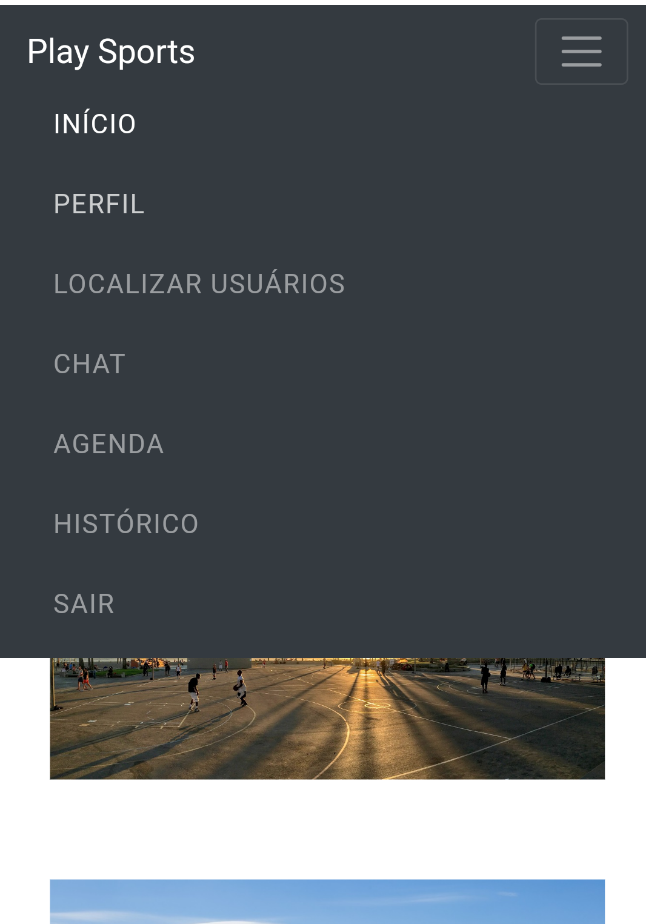 Play Sports
INÍCIO
PERFIL
LOCALIZAR USUÁRIOS
CHAT
AGENDA
HISTÓRICO
SAIR